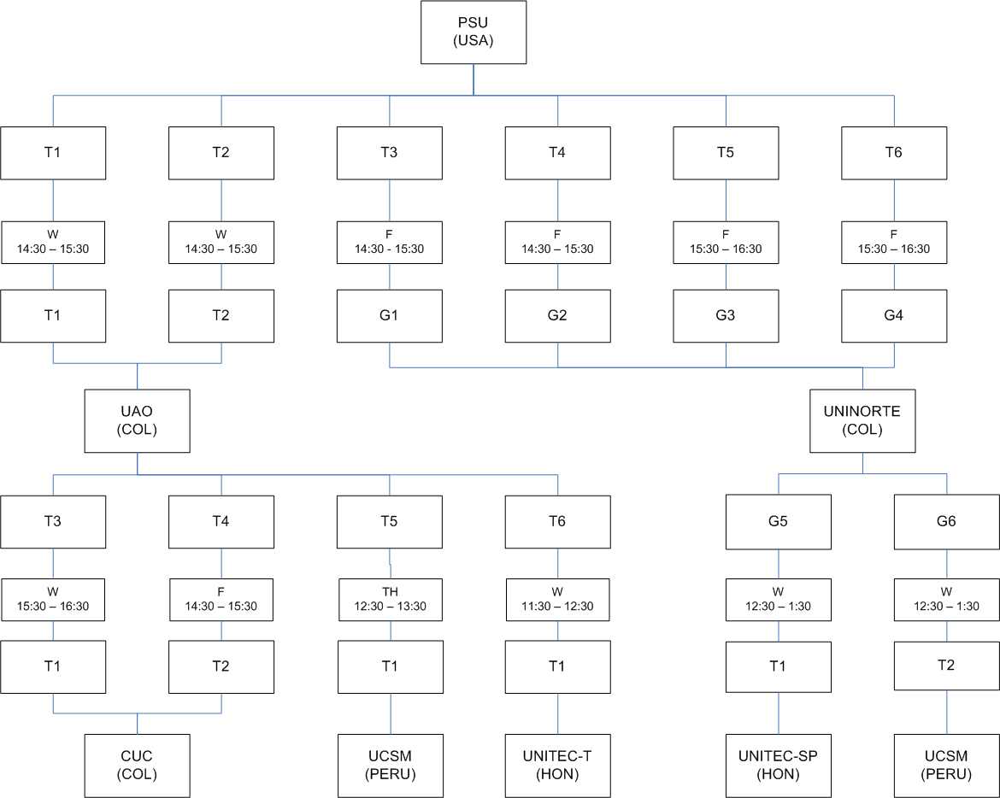 PSU
(USA)
T1
T2
T3
T4
T5
T6
W
14:30 – 15:30
W
14:30 – 15:30
F
14:30 - 15:30
F
14:30 – 15:30
F
15:30 – 16:30
F
15:30 – 16:30
T1
T2
G1
G2
G3
G4
UAO
(COL)
UNINORTE
(COL)
T3
T4
T5
T6
G5
G6
W
15:30 – 16:30
F
14:30 – 15:30
TH
12:30 – 13:30
W
11:30 – 12:30
W
12:30 – 1:30
W
12:30 – 1:30
T1
T2
T1
T1
T1
T2
CUC
(COL)
UCSM
(PERU)
UNITEC-T
(HON)
UNITEC-SP
(HON)
UCSM
(PERU)